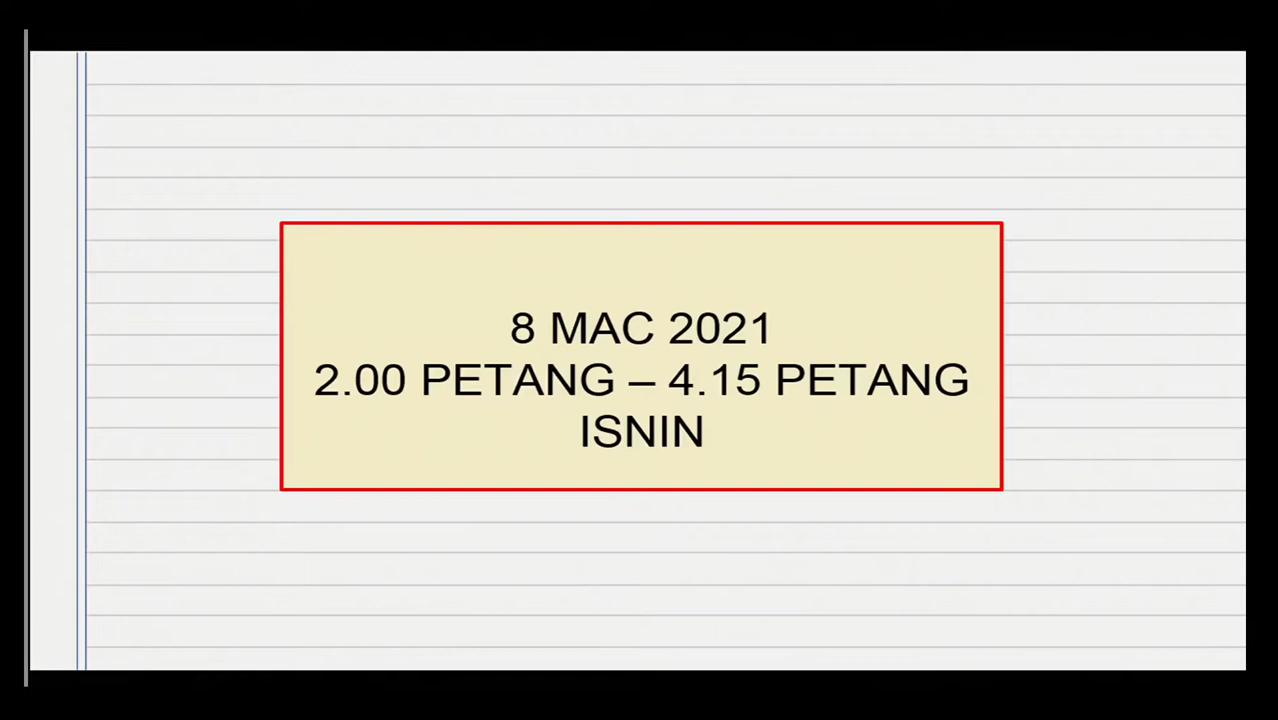 8 MAC 2021
2.00 PETANG – 4.15 PETANG
ISNIN